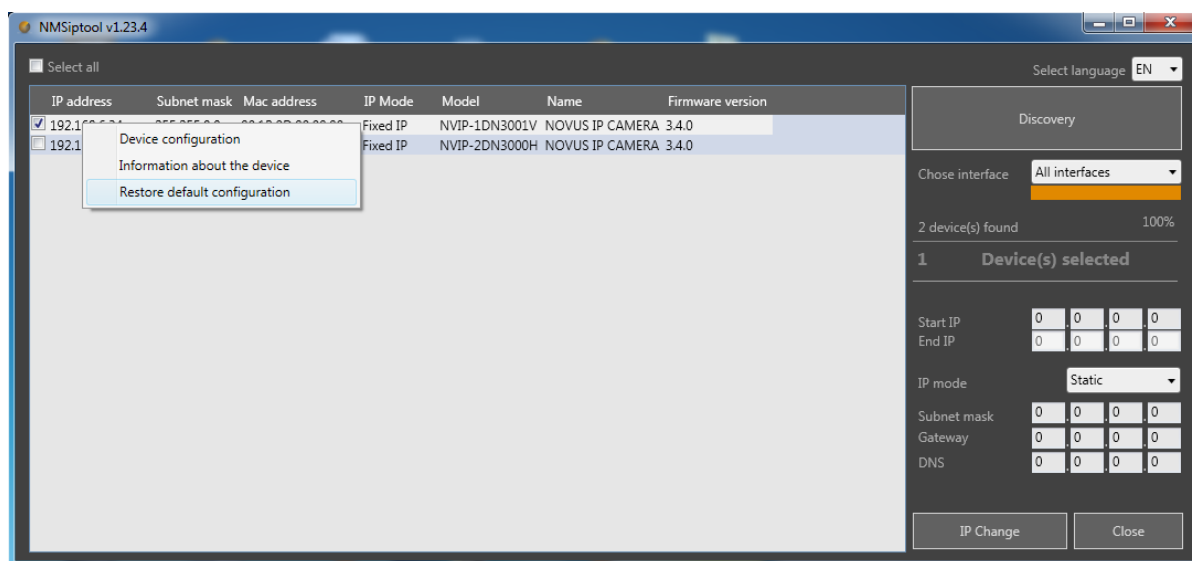 NMSiptool v1.23.4
Select all
Select language EN
IP address Subnet mask Mac address IP Mode Model Name Firmware version
Discovery
Fixed IP NVIP-1DN3001V NOVUS IP CAMERA 3.4.0
192.1 Fixed IP NVIP-2DN3000H NOVUS IP CAMERA 3.4.0
Device configuration
Information about the device
Restore default configuration
Chose interface All interfaces
2 device(s) found 100%
1 Device(s) selected
Start IP 0 . 0 . 0 . 0
End IP 0 . 0 . 0 . 0
IP mode Static
Subnet mask 0 . 0 . 0 . 0
Gateway 0 . 0 . 0 . 0
DNS 0 . 0 . 0 . 0
IP Change Close